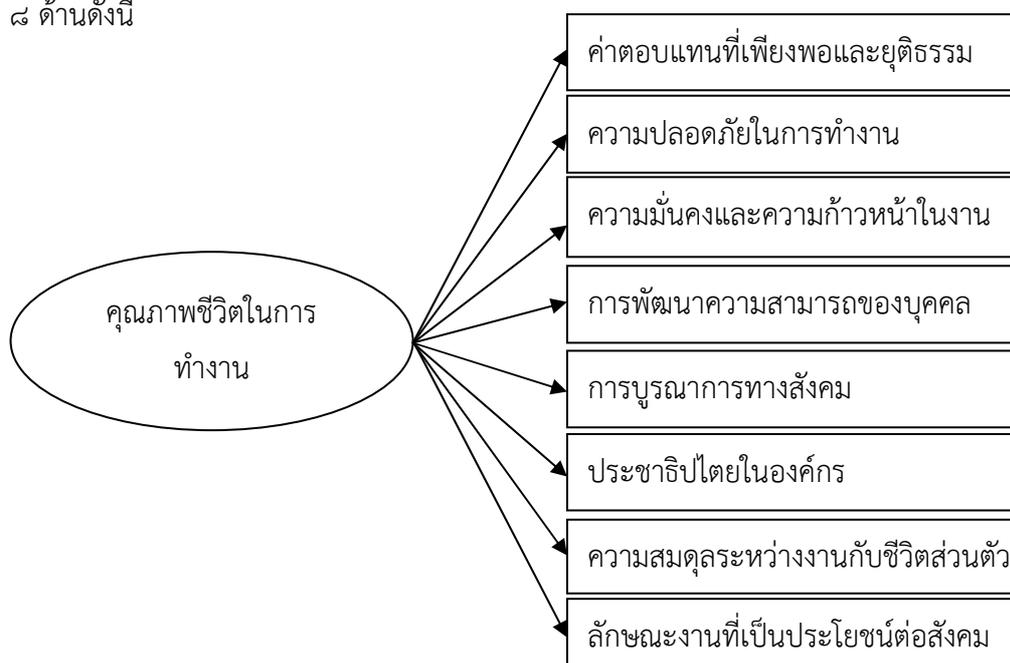 ๘ ด้านดังนี้
ค่าตอบแทนที่เพียงพอและยุติธรรม
ความปลอดภัยในการทำงาน
ความมั่นคงและความก้าวหน้าในงาน
คุณภาพชีวิตในการ
ทำงาน
การพัฒนาความสามารถของบุคคล
การบูรณาการทางสังคม
ประชาธิปไตยในองค์กร
ความสมดุลระหว่างงานกับชีวิตส่วนตัว
ลักษณะงานที่เป็นประโยชน์ต่อสังคม